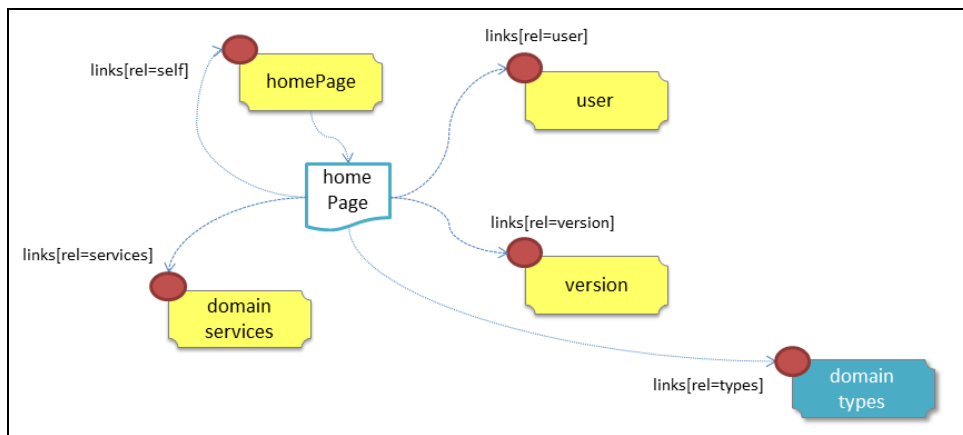 links[rel=user]
links[rel=self]
homePage
user
home
Page
links[rel=version]
links[rel=services]
version
domain
services
domain
types
links[rel=types]